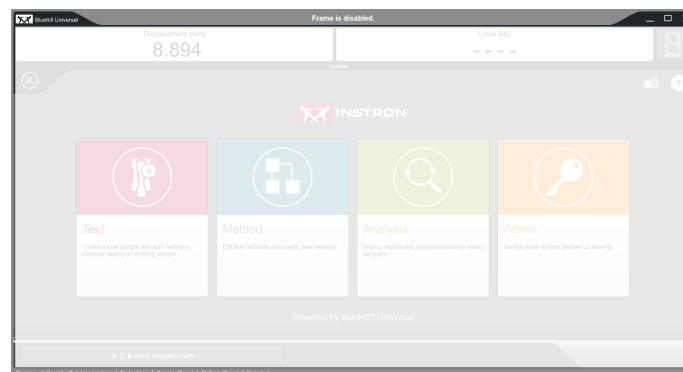 Bluehill Universal
Frame is disabled.
Displacement [mm]
8.894
Force [kN]
- - - -
?
INSTRON
Test
Create a new sample and start testing or
continue testing an existing sample.
Method
Edit test methods and create new methods.
Analysis
Replay, modify and analyze previously tested
samples.
Admin
Configure the system and set up security.
Powered by Bluehill® Universal
0 Zero Displacement